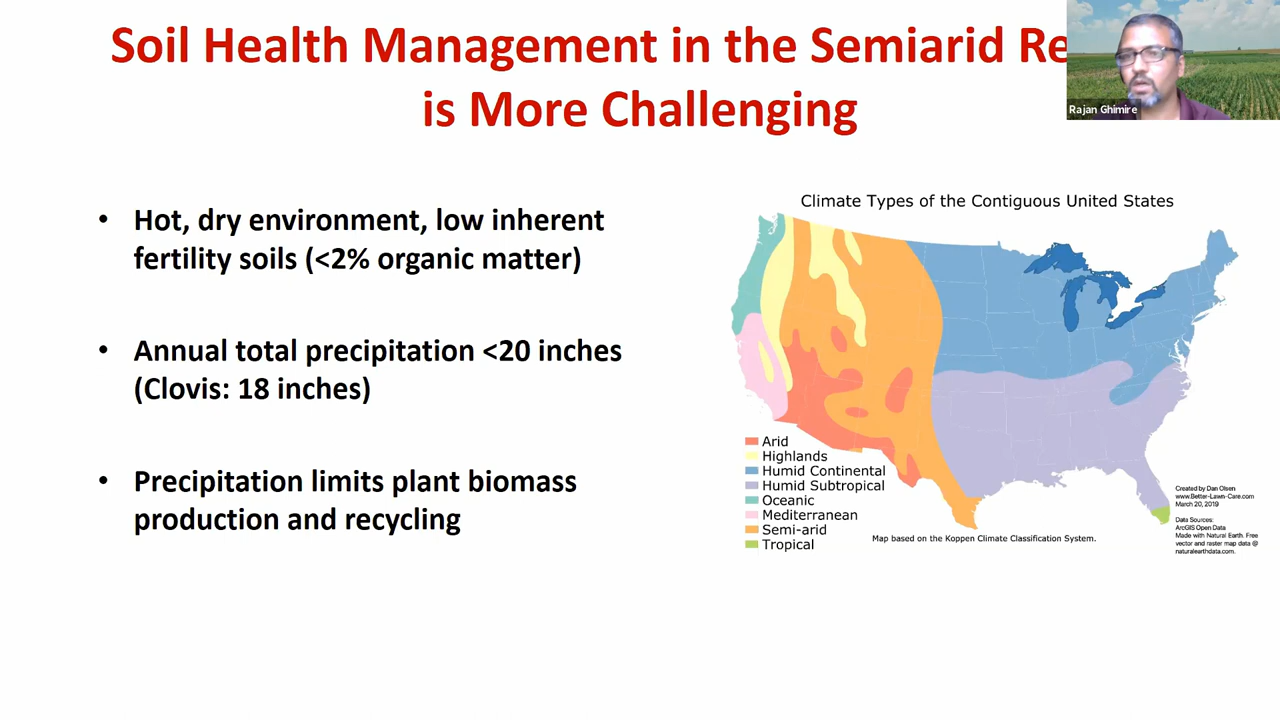 Soil Health Management in the Semiarid Re
is More Challenging
Rajan Ghimire
• Hot, dry environment, low inherent
fertility soils (<2% organic matter)
• Annual total precipitation <20 inches
(Clovis: 18 inches)
• Precipitation limits plant biomass
production and recycling
Climate Types of the Contiguous United States
Arid
Highlands
Humid Continental
Humid Subtropical
Oceanic
Mediterranean
Semi-arid
Tropical
Map based on the Koppen Climate Classification System.
Created by Dan Olsen
www.Better-Lawn-Care.com
March 20, 2019
Data Sources:
ArcGIS Open Data
Made with Natural Earth. Free
vector and raster map data @
naturalearthdata.com.